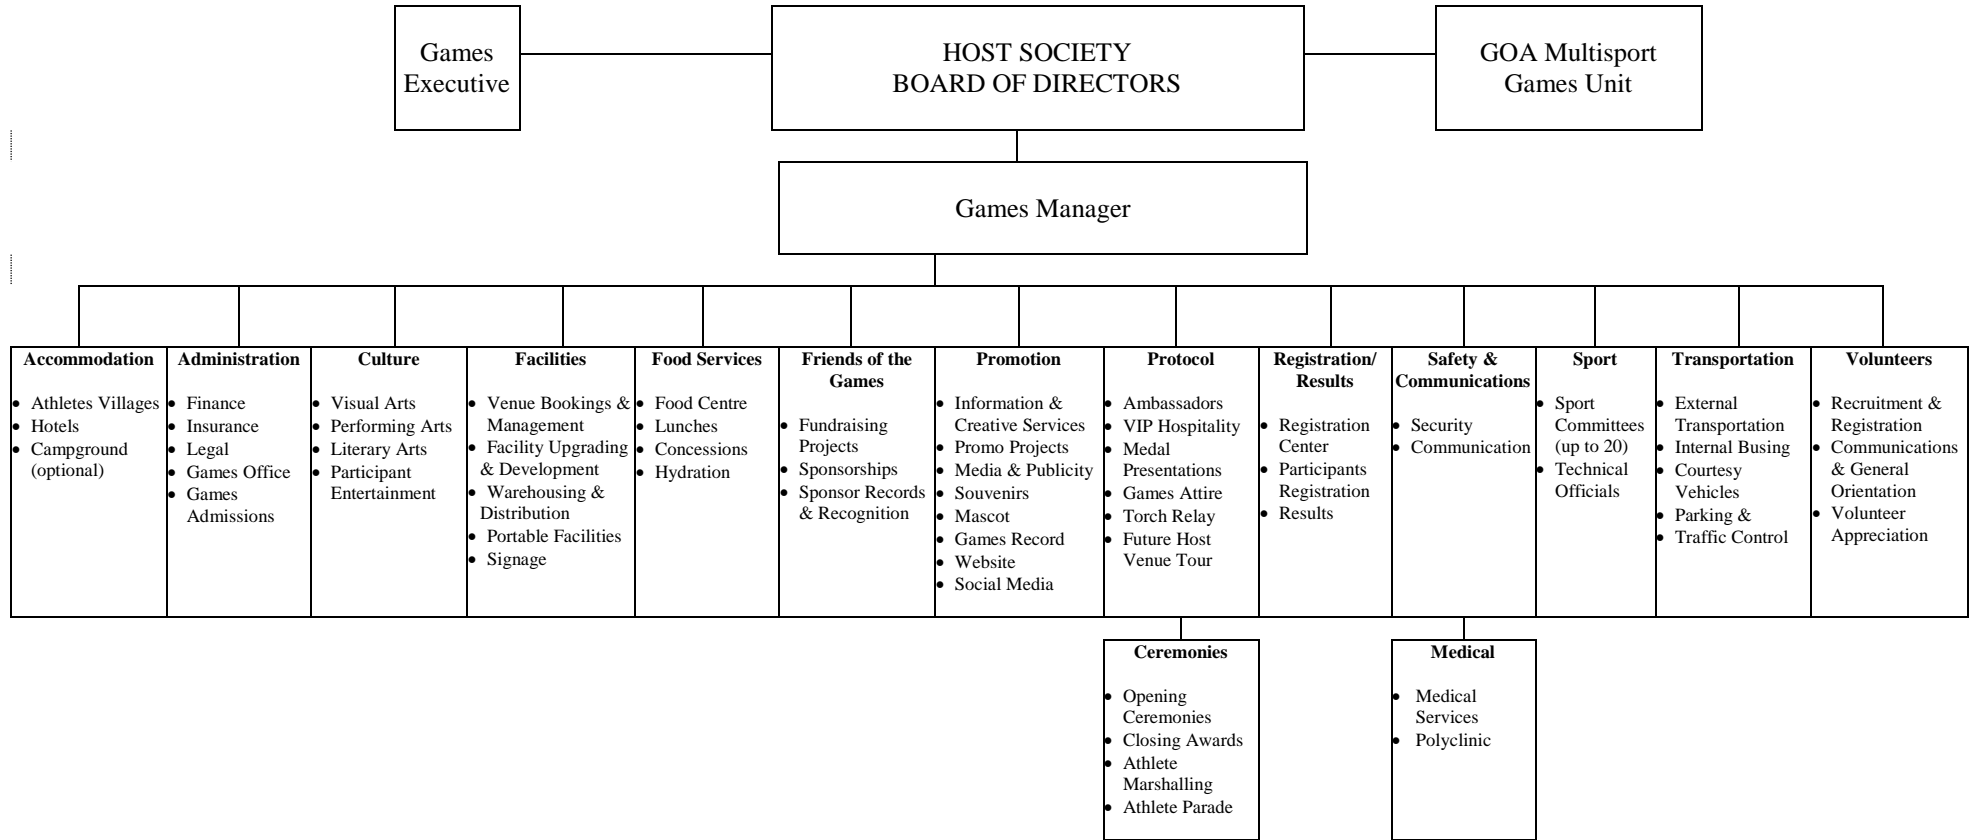 Games
Executive
HOST SOCIETY
BOARD OF DIRECTORS
GOA Multisport
Games Unit
Games Manager
Accommodation
• Athletes Villages
• Hotels
• Campground
(optional)
Administration
• Finance
• Insurance
• Legal
• Games Office
• Games
Admissions
Culture
• Visual Arts
• Performing Arts
• Literary Arts
• Participant
Entertainment
Facilities
• Venue Bookings &
Management
• Facility Upgrading
& Development
• Warehousing &
Distribution
• Portable Facilities
• Signage
Food Services
• Food Centre
• Lunches
• Concessions
• Hydration
Friends of the
Games
• Fundraising
Projects
• Sponsorships
• Sponsor Records
& Recognition
Promotion
• Information &
Creative Services
• Promo Projects
• Media & Publicity
• Souvenirs
• Mascot
• Games Record
• Website
• Social Media
Protocol
• Ambassadors
• VIP Hospitality
• Medal
Presentations
• Games Attire
• Torch Relay
• Future Host
Venue Tour
Registration/
Results
• Registration
Center
• Participants
Registration
• Results
Safety &
Communications
• Security
• Communication
Sport
• Sport
Committees
(up to 20)
• Technical
Officials
Transportation
• External
Transportation
• Internal Busing
• Courtesy
Vehicles
• Parking &
• Traffic Control
Volunteers
• Recruitment &
Registration
• Communications
& General
Orientation
• Volunteer
Appreciation
Ceremonies
• Opening
Ceremonies
• Closing Awards
• Athlete
Marshalling
• Athlete Parade
Medical
• Medical
Services
• Polyclinic